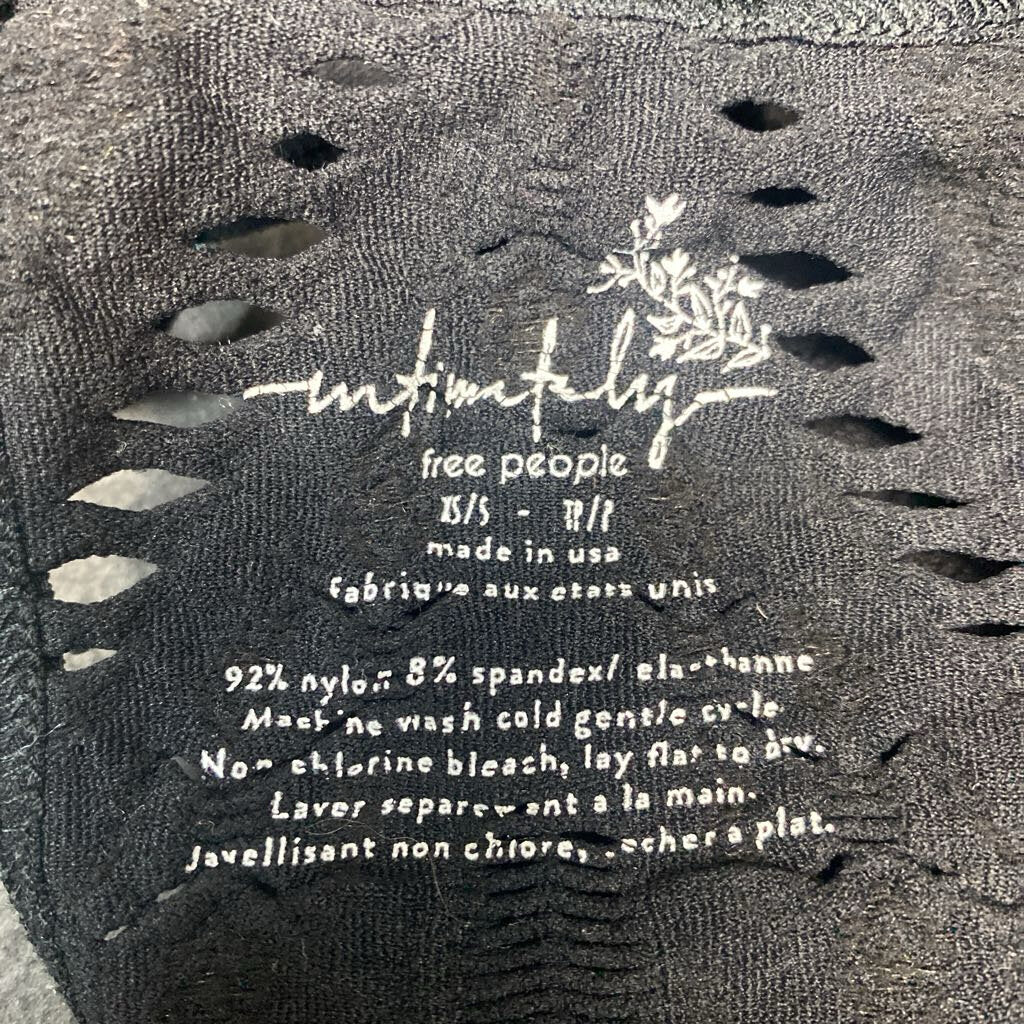 intimately
free people
XS/S - TP/P
made in usa
fabrique aux etats unis
92% nylon 8% spandex/ elasthanne
Machine wash cold gentle cycle
Non chlorine bleach, lay flat to dry.
Laver separement a la main.
Javellisant non chlore, secher a plat.